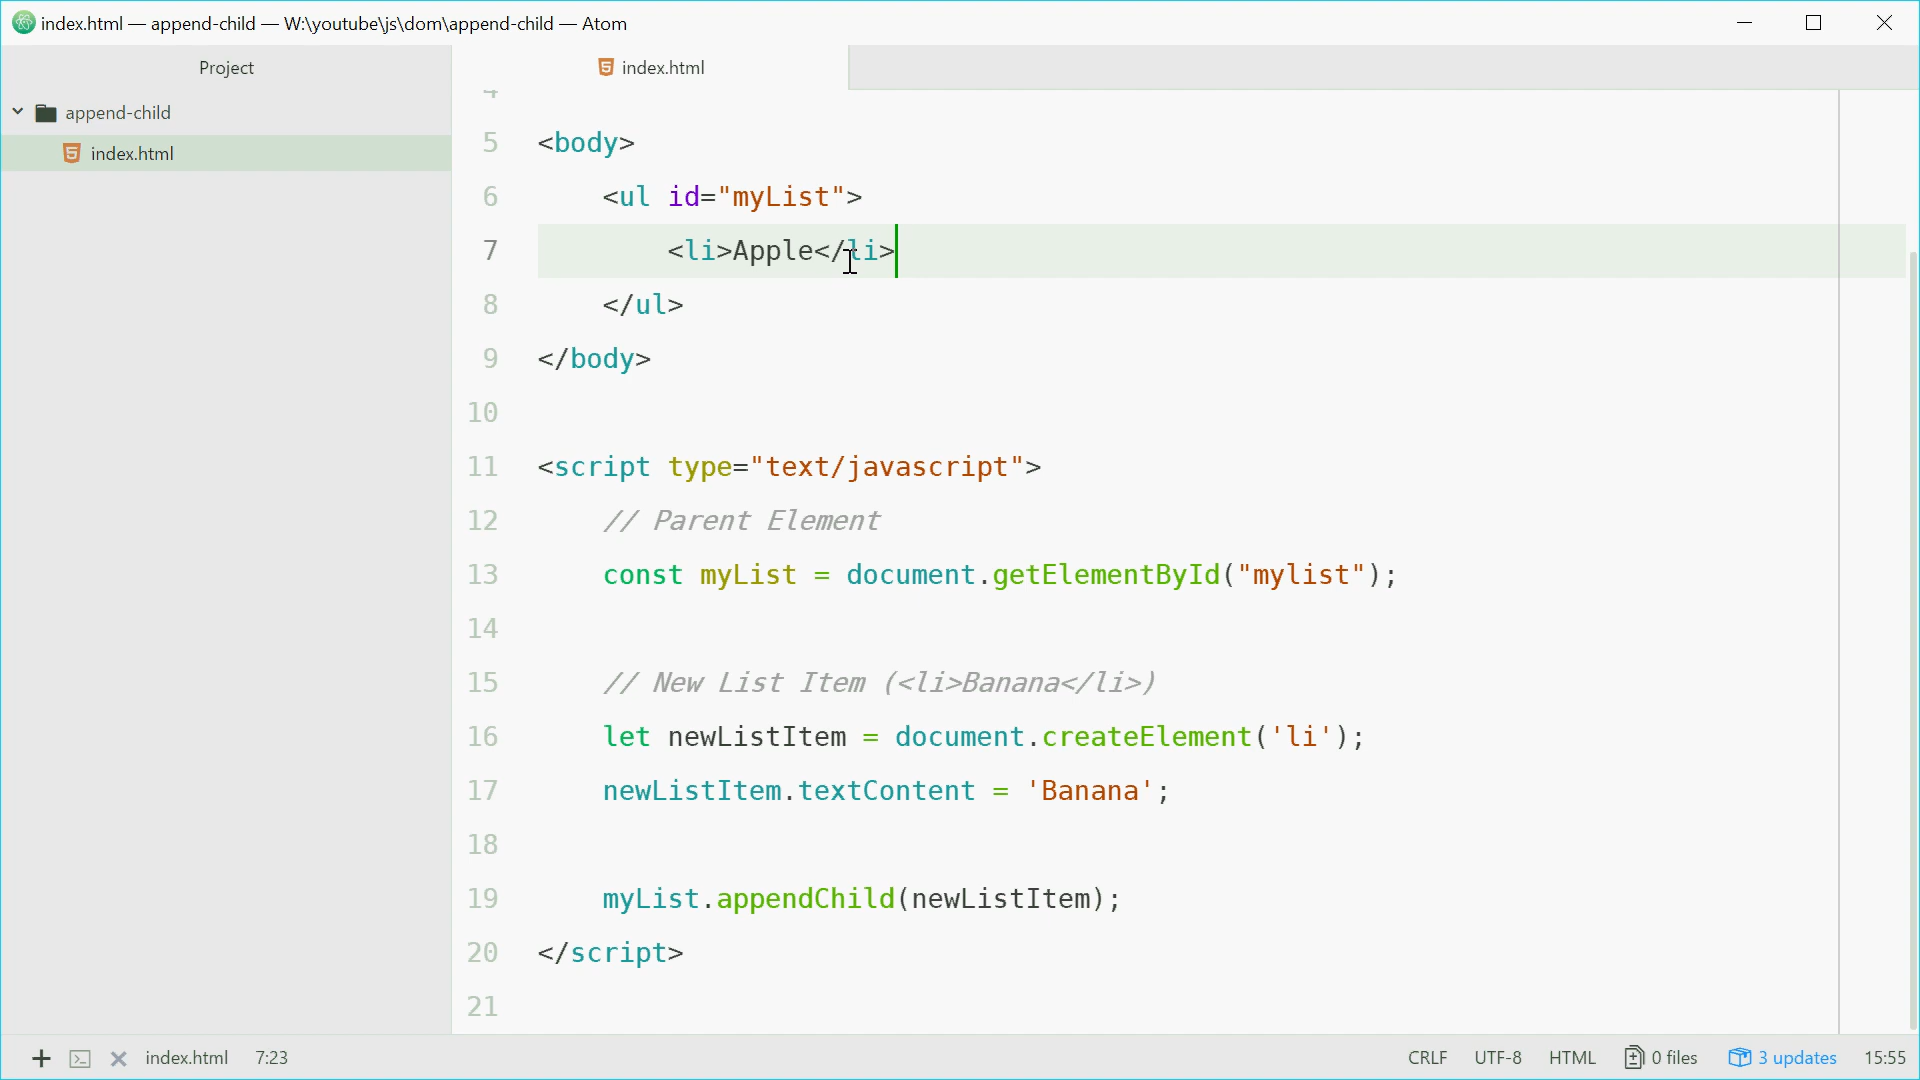 index.html — append-child — W:\youtube\js\dom\append-child — Atom
Project
index.html
append-child
index.html
4
5 <body>
6 <ul id="myList">
7 <li>Apple</li>
8 </ul>
9 </body>
10
11 <script type="text/javascript">
12 // Parent Element
13 const myList = document.getElementById("mylist");
14
15 // New List Item (<li>Banana</li>)
16 let newListItem = document.createElement('li');
17 newListItem.textContent = 'Banana';
18
19 myList.appendChild(newListItem);
20 </script>
21
index.html 7:23 CRLF UTF-8 HTML 0 files 3 updates 15:55